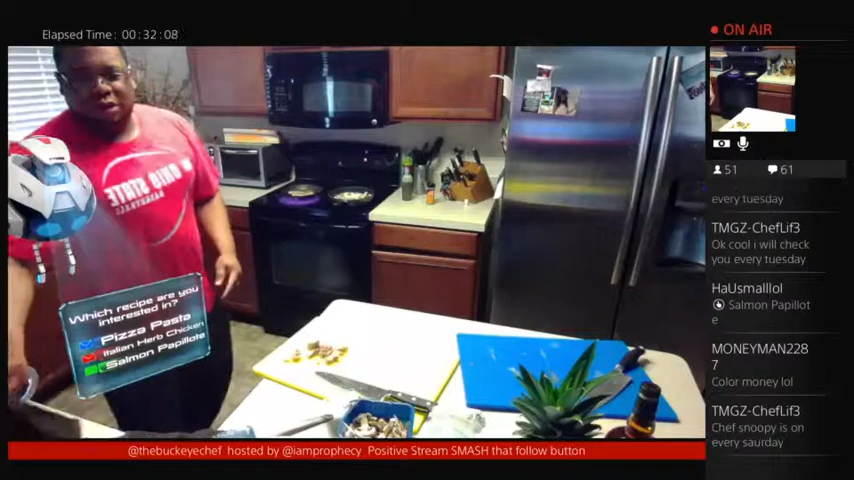 Elapsed Time: 00:32:08
ON AIR
51
61
every tuesday
TMGZ-ChefLif3
Ok cool i will check
you every tuesday
HaUsmalllol
Salmon Papillot
e
MONEYMAN228
7
Color money lol
TMGZ-ChefLif3
Chef snoopy is on
every saurday
OHIO STATE
BASKETBALL
Which recipe are you
interested in?
Pizza Pasta
Italian Herb Chicken
Salmon Papillote
@thebuckeyechef hosted by @iamprophecy Positive Stream SMASH that follow button